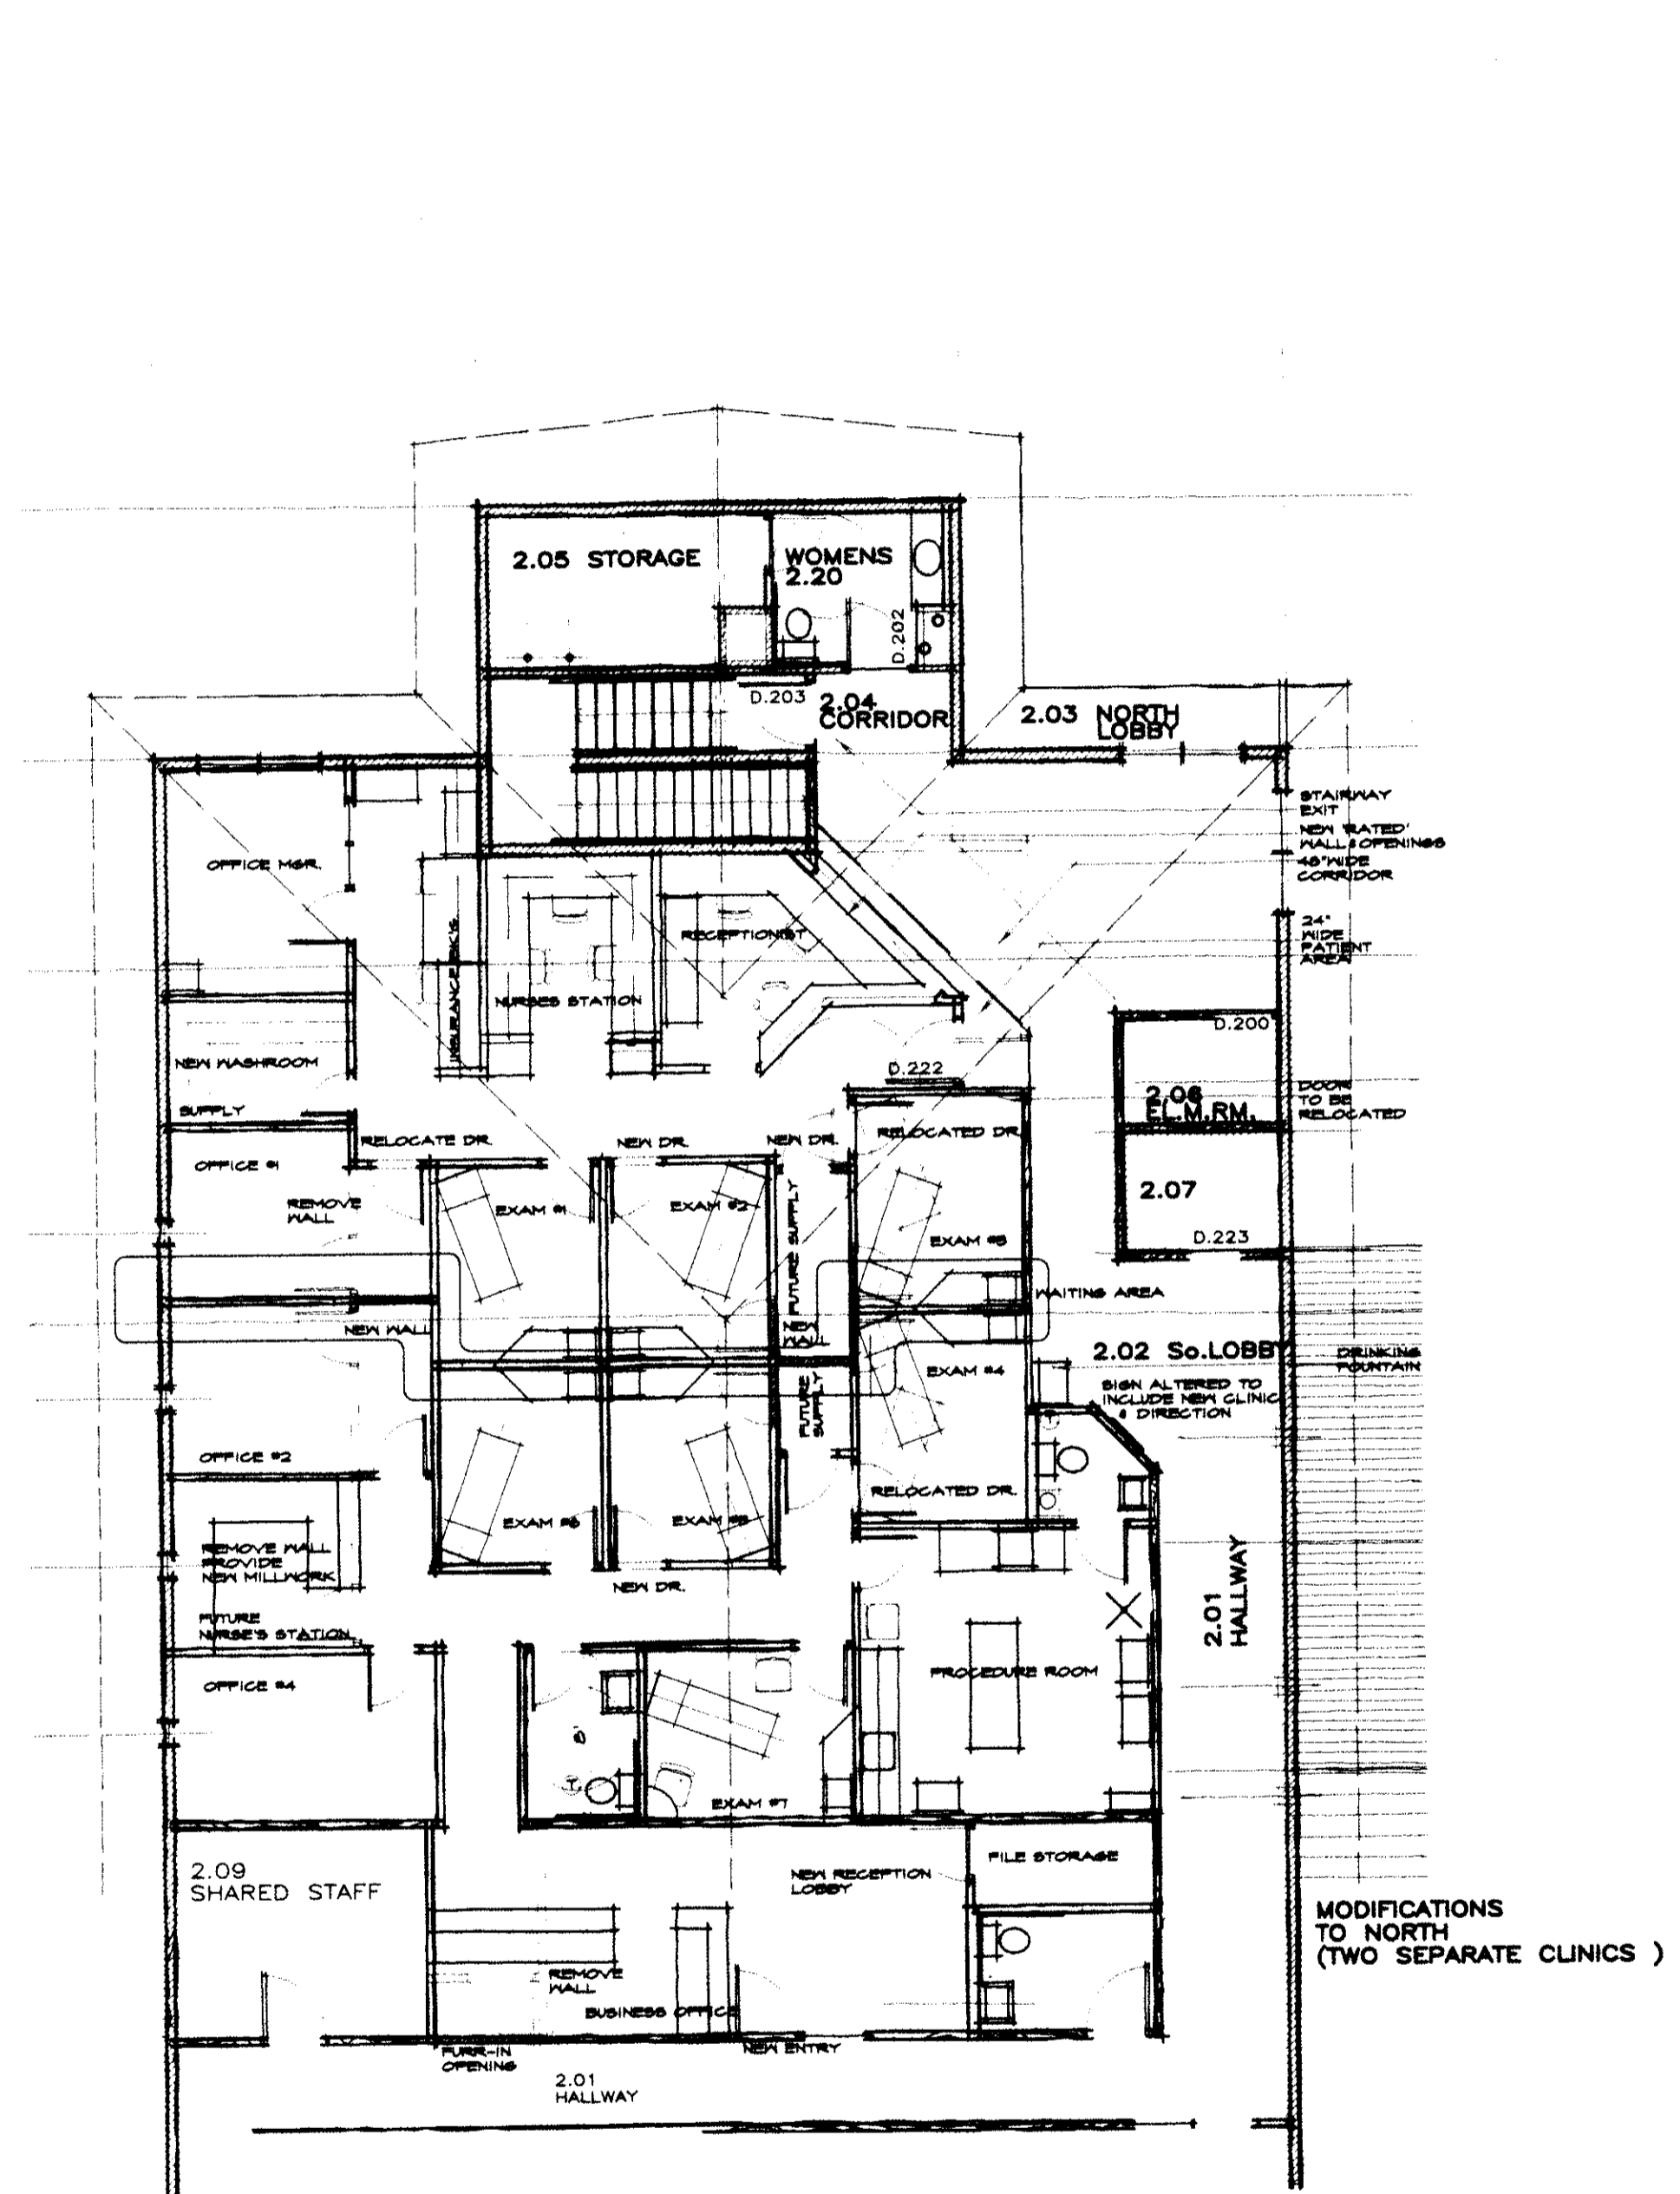 2.05 STORAGE
WOMENS
2.20
D.202
D.203
2.04
CORRIDOR
2.03 NORTH
LOBBY
STAIRWAY
EXIT
NEW 'RATED'
WALL & OPENINGS
48" WIDE
CORRIDOR
24"
WIDE
PATIENT
AREA
OFFICE MGR.
RECEPTIONIST
NURSES STATION
D.200
NEW WASHROOM
D.222
2.06
EL.M.RM.
DOOR
TO BE
RELOCATED
SUPPLY
RELOCATE DR.
NEW DR.
NEW DR.
RELOCATED DR.
OFFICE #1
REMOVE
WALL
EXAM #1
EXAM #2
FUTURE SUPPLY
2.07
D.223
WAITING AREA
NEW WALL
NEW
WALL
2.02 So.LOBBY
DRINKING
FOUNTAIN
EXAM #4
SIGN ALTERED TO
INCLUDE NEW CLINIC
& DIRECTION
FUTURE
SUPPLY
OFFICE #2
RELOCATED DR.
EXAM #6
REMOVE WALL
PROVIDE
NEW MILLWORK
NEW DR.
2.01
HALLWAY
FUTURE
NURSE'S STATION
PROCEDURE ROOM
OFFICE #4
EXAM #7
2.09
SHARED STAFF
NEW RECEPTION
LOBBY
FILE STORAGE
MODIFICATIONS
TO NORTH
(TWO SEPARATE CLINICS )
REMOVE
WALL
BUSINESS OFFICE
FURR-IN
OPENING
NEW ENTRY
2.01
HALLWAY